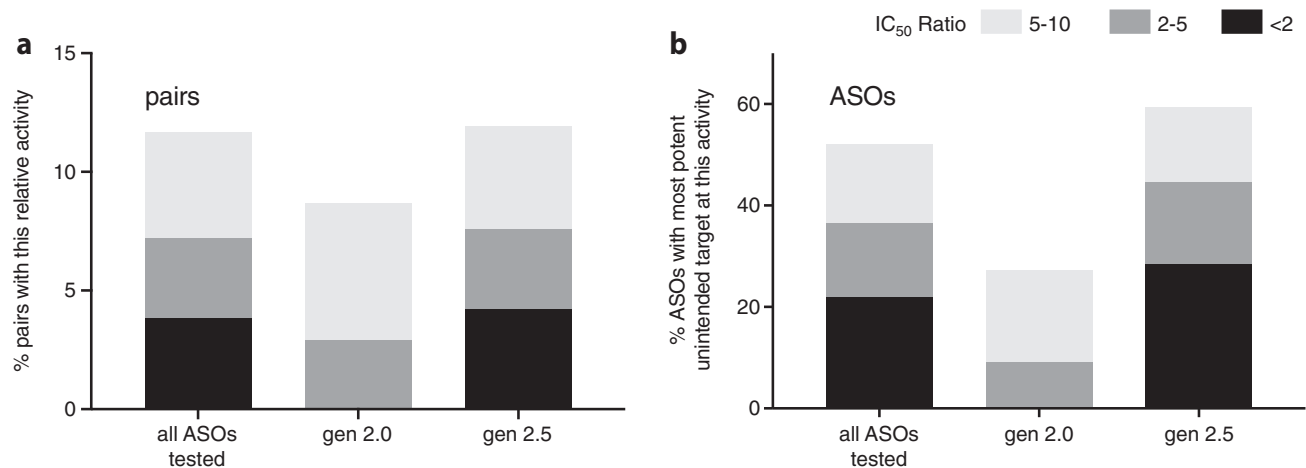 IC50 Ratio 5-10 2-5 <2
a
15
10
5
0
% pairs with this relative activity
pairs
all ASOs
tested
gen 2.0
gen 2.5
b
60
40
20
0
% ASOs with most potent
unintended target at this activity
ASOs
all ASOs
tested
gen 2.0
gen 2.5